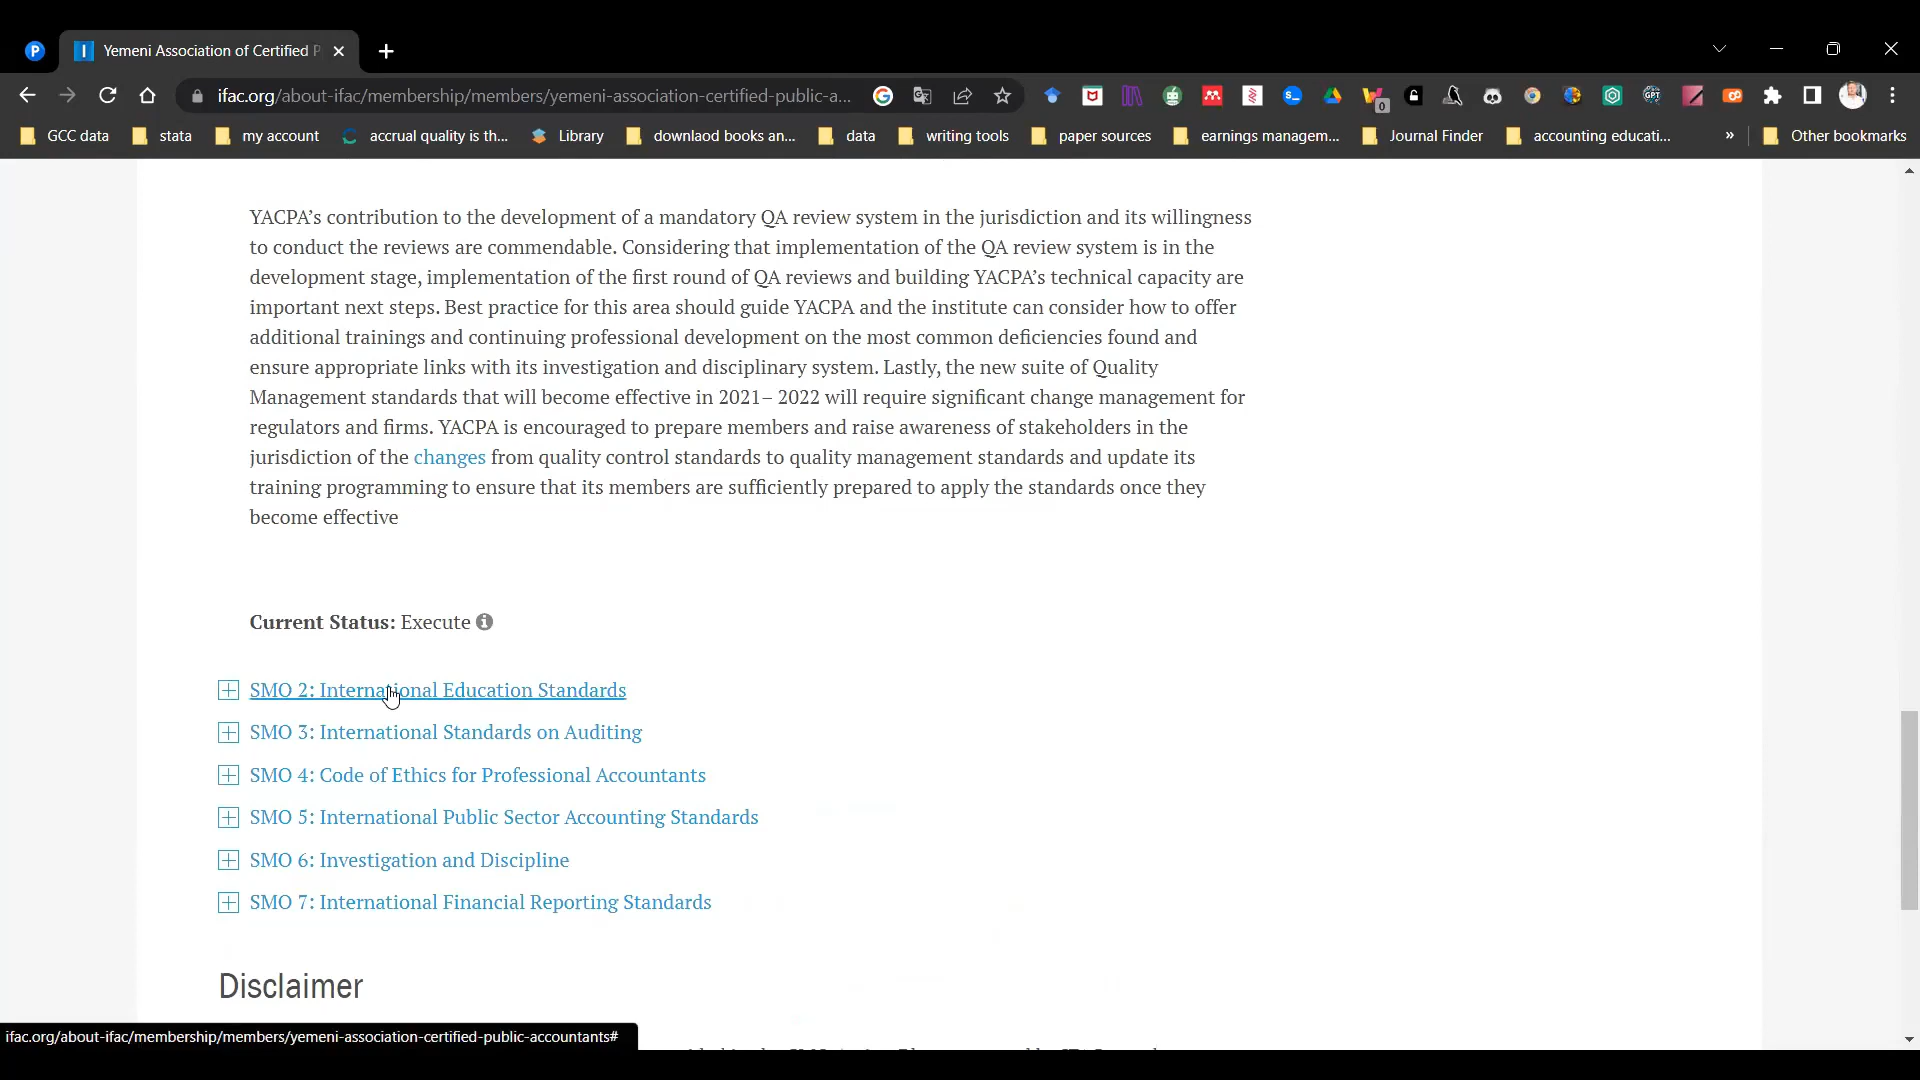 P
Yemeni Association of Certified P
ifac.org/about-ifac/membership/members/yemeni-association-certified-public-a...
0
GPT
GCC data
stata
my account
accrual quality is th...
Library
downlaod books an...
data
writing tools
paper sources
earnings managem...
Journal Finder
accounting educati...
»
Other bookmarks
YACPA's contribution to the development of a mandatory QA review system in the jurisdiction and its willingness
to conduct the reviews are commendable. Considering that implementation of the QA review system is in the
development stage, implementation of the first round of QA reviews and building YACPA's technical capacity are
important next steps. Best practice for this area should guide YACPA and the institute can consider how to offer
additional trainings and continuing professional development on the most common deficiencies found and
ensure appropriate links with its investigation and disciplinary system. Lastly, the new suite of Quality
Management standards that will become effective in 2021– 2022 will require significant change management for
regulators and firms. YACPA is encouraged to prepare members and raise awareness of stakeholders in the
jurisdiction of the changes from quality control standards to quality management standards and update its
training programming to ensure that its members are sufficiently prepared to apply the standards once they
become effective
Current Status: Execute
SMO 2: International Education Standards
SMO 3: International Standards on Auditing
SMO 4: Code of Ethics for Professional Accountants
SMO 5: International Public Sector Accounting Standards
SMO 6: Investigation and Discipline
SMO 7: International Financial Reporting Standards
Disclaimer
ifac.org/about-ifac/membership/members/yemeni-association-certified-public-accountants#